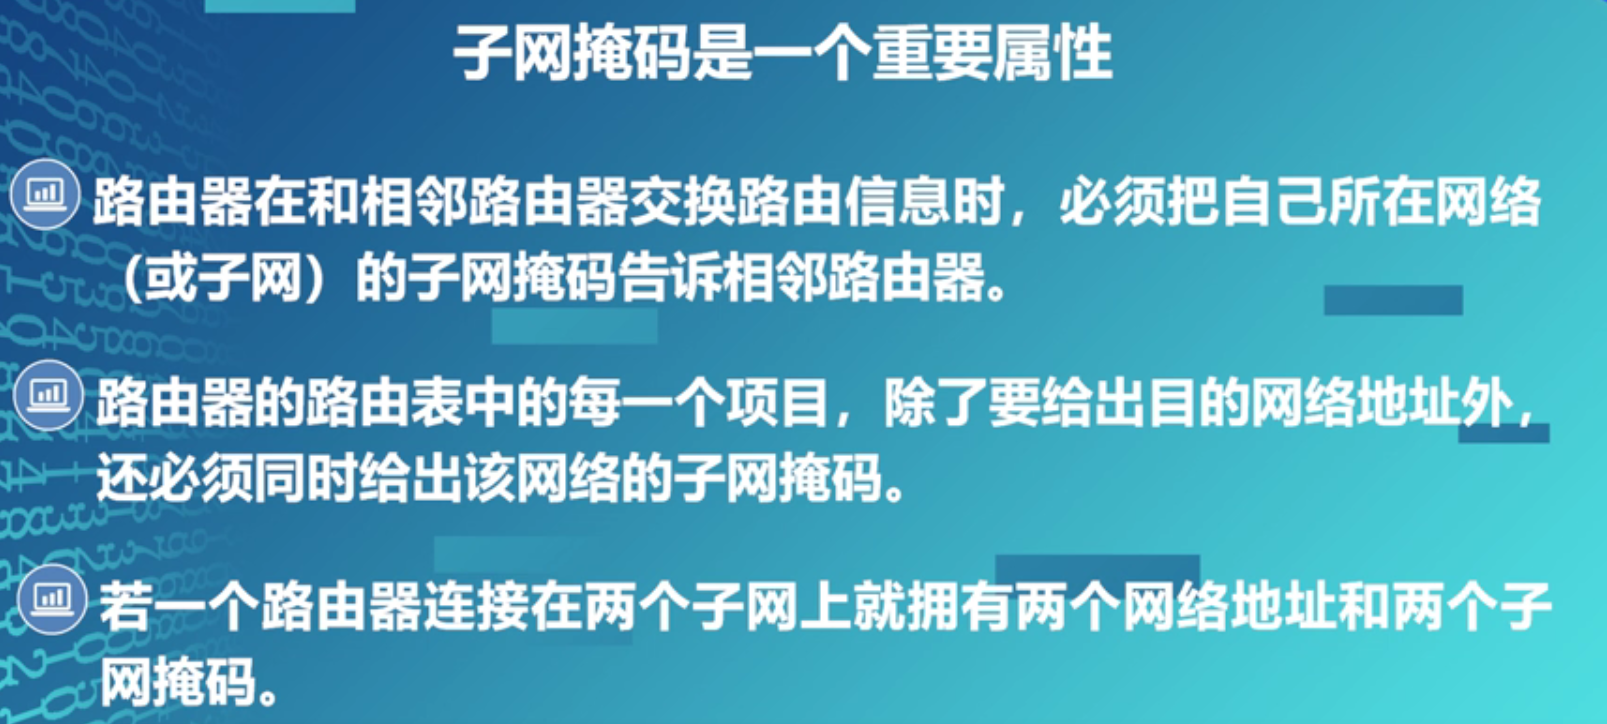 子网掩码是一个重要属性
路由器在和相邻路由器交换路由信息时，必须把自己所在网络
（或子网）的子网掩码告诉相邻路由器。
路由器的路由表中的每一个项目，除了要给出目的网络地址外，
还必须同时给出该网络的子网掩码。
若一个路由器连接在两个子网上就拥有两个网络地址和两个子
网掩码。